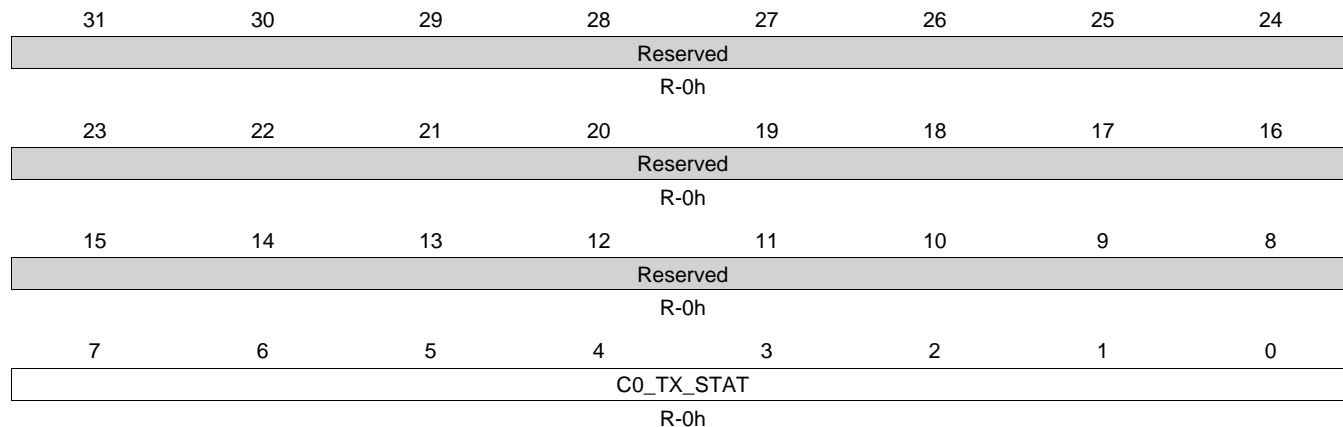 31 30 29 28 27 26 25 24
Reserved
R-0h
23 22 21 20 19 18 17 16
Reserved
R-0h
15 14 13 12 11 10 9 8
Reserved
R-0h
7 6 5 4 3 2 1 0
C0_TX_STAT
R-0h